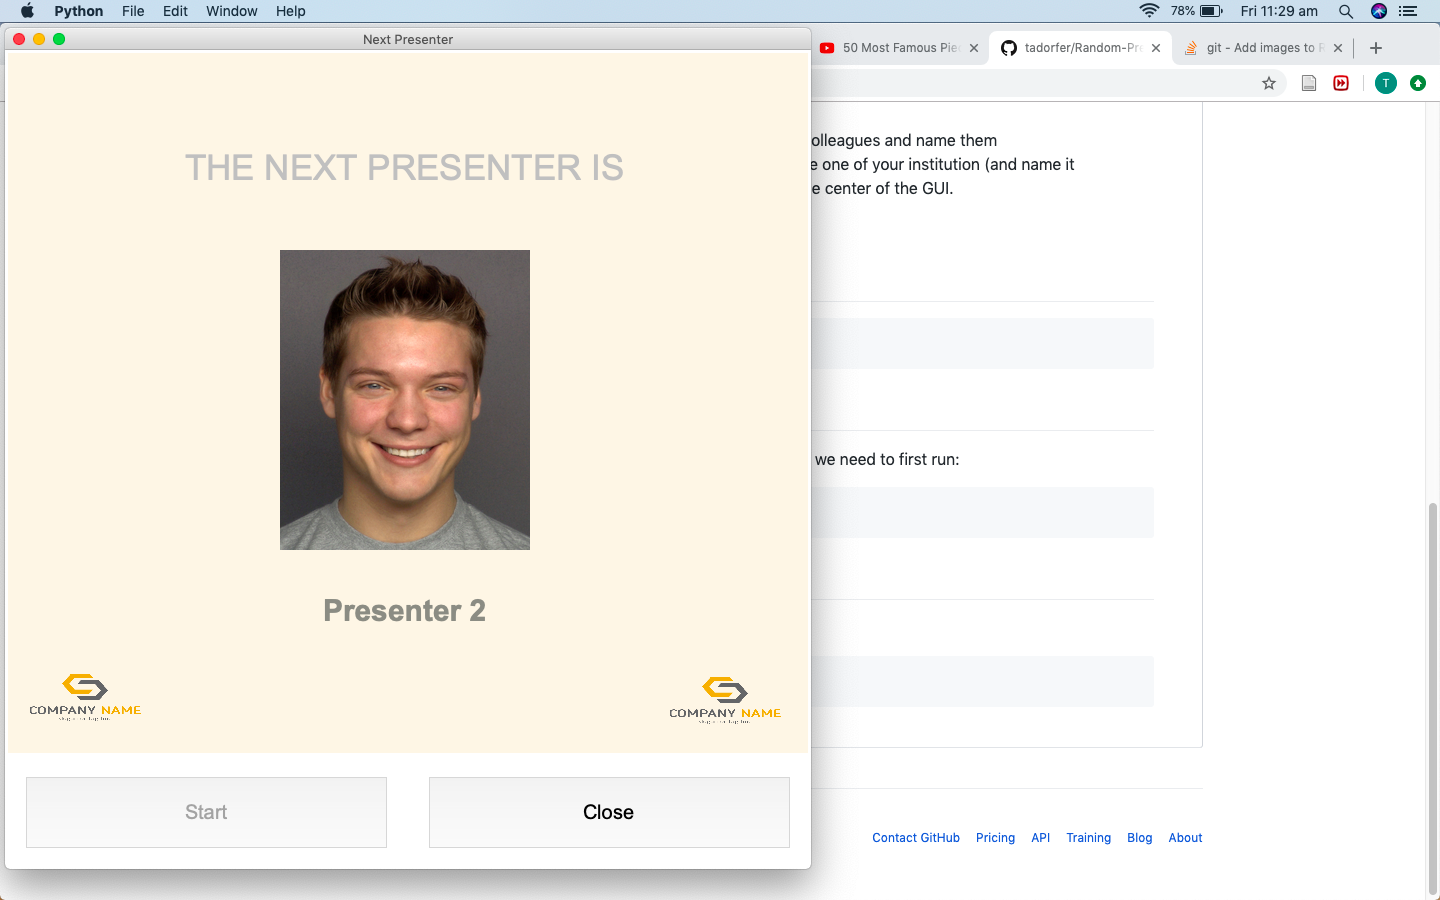 Python File Edit Window Help
78% Fri 11:29 am
Next Presenter
50 Most Famous Pie
tadorfer/Random-Pre
git - Add images to R
T
THE NEXT PRESENTER IS
Presenter 2
COMPANY NAME
COMPANY NAME
Start
Close
olleagues and name them
e one of your institution (and name it
e center of the GUI.
we need to first run:
Contact GitHub Pricing API Training Blog About